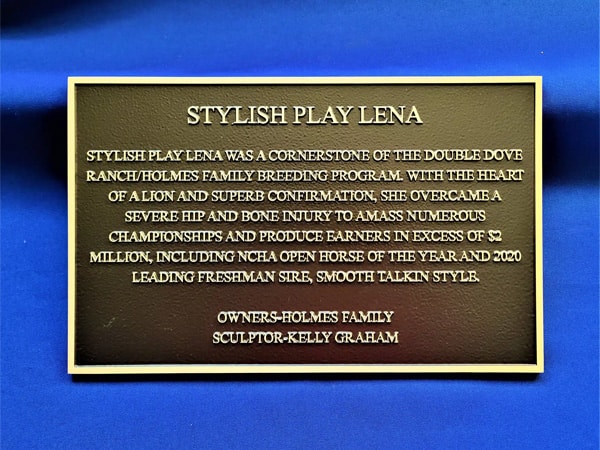 STYLISH PLAY LENA
STYLISH PLAY LENA WAS A CORNERSTONE OF THE DOUBLE DOVE
RANCH/HOLMES FAMILY BREEDING PROGRAM. WITH THE HEART
OF A LION AND SUPERB CONFIRMATION, SHE OVERCAME A
SEVERE HIP AND BONE INJURY TO AMASS NUMEROUS
CHAMPIONSHIPS AND PRODUCE EARNERS IN EXCESS OF $2
MILLION, INCLUDING NCHA OPEN HORSE OF THE YEAR AND 2020
LEADING FRESHMAN SIRE, SMOOTH TALKIN STYLE.
OWNERS-HOLMES FAMILY
SCULPTOR-KELLY GRAHAM